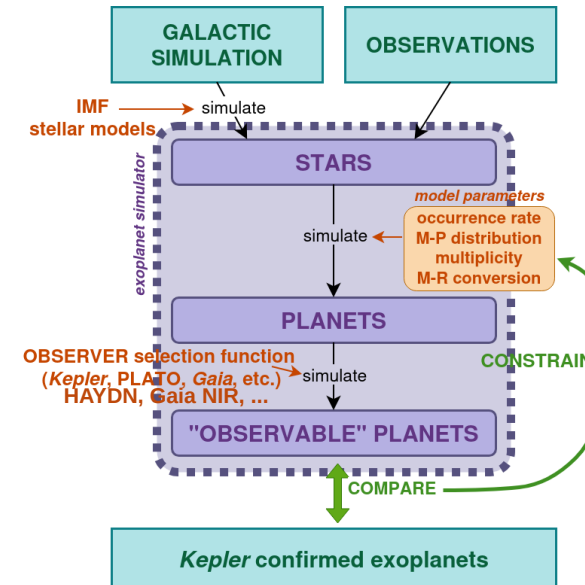 GALACTIC
SIMULATION
OBSERVATIONS
IMF
stellar models
simulate
exoplanet simulator
STARS
model parameters
occurrence rate
M-P distribution
multiplicity
M-R conversion
simulate
PLANETS
OBSERVER selection function
(Kepler, PLATO, Gaia, etc.)
HAYDN, Gaia NIR, ...
simulate
CONSTRAIN
"OBSERVABLE" PLANETS
COMPARE
Kepler confirmed exoplanets